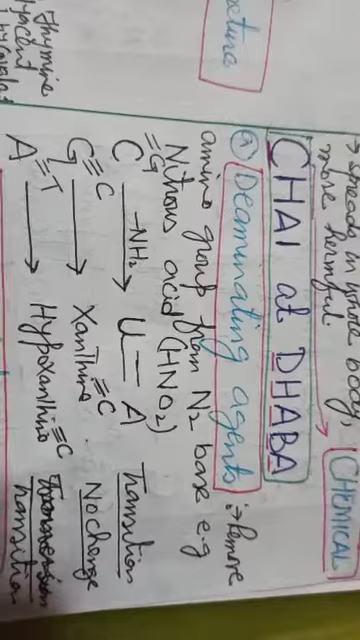 → spreads in whole body,
more harmful.
CHEMICAL
CHAI at DHABA
a) Deaminating agents :→ Remove
amino group from N2 base e.g
Nitrous acid (HNO2)
C≡G —-NH2→ U=A Transition
G≡C → Xanthine≡C. No change
A=T → Hypoxanthine≡C Transition
Thymine